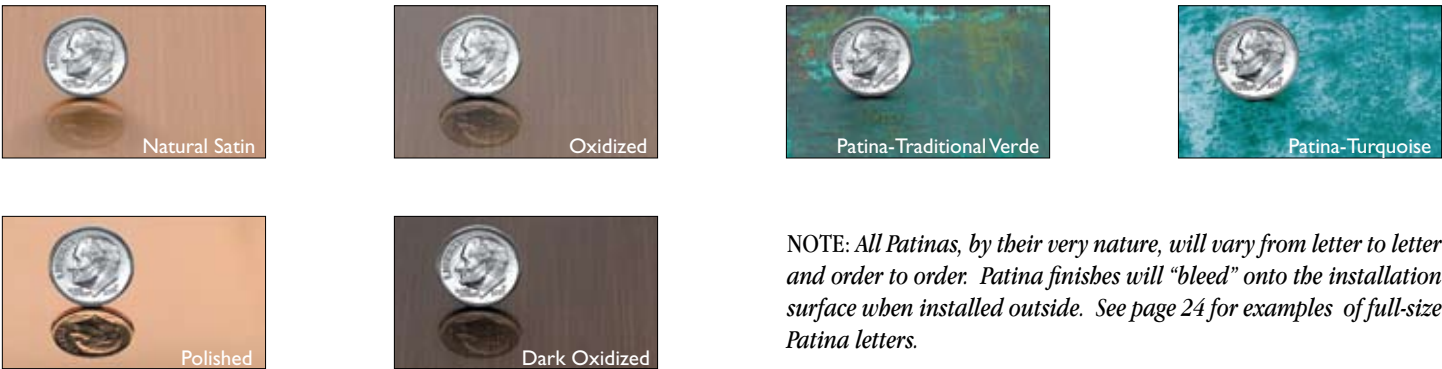 Natural Satin
Oxidized
Patina-Traditional Verde
Patina-Turquoise
Polished
Dark Oxidized
NOTE: All Patinas, by their very nature, will vary from letter to letter
and order to order. Patina finishes will “bleed” onto the installation
surface when installed outside. See page 24 for examples of full-size
Patina letters.